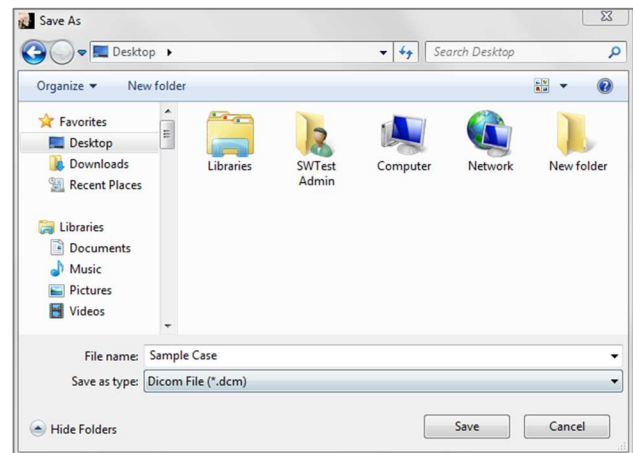 Save As
Desktop
Search Desktop
Organize
New folder
Favorites
Desktop
Downloads
Recent Places
Libraries
Documents
Music
Pictures
Videos
Libraries
SWTest Admin
Computer
Network
New folder
File name: Sample Case
Save as type: Dicom File (*.dcm)
Hide Folders
Save
Cancel